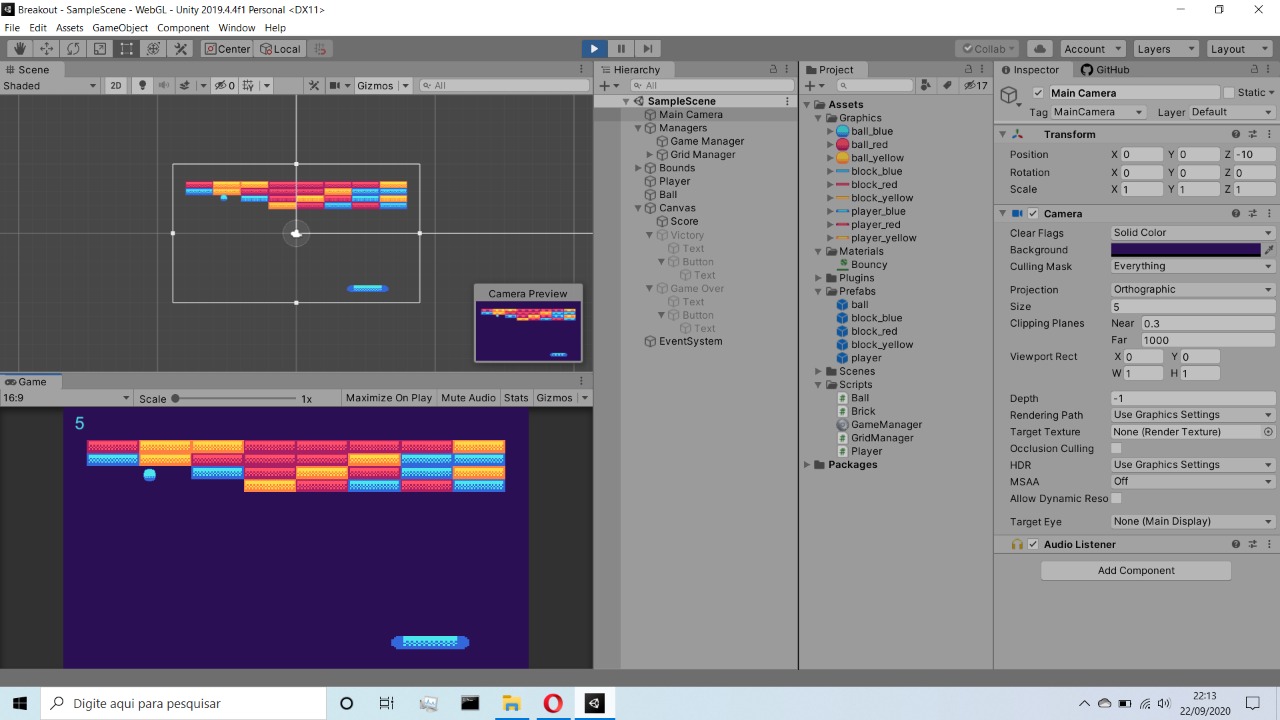 Breakout - SampleScene - WebGL - Unity 2019.4.4f1 Personal <DX11>
File Edit Assets GameObject Component Window Help
Center Local Collab Account Layers Layout
Scene
Shaded 2D 0 Gizmos All
Camera Preview
Game
16:9 Scale 1x Maximize On Play Mute Audio Stats Gizmos
5
Hierarchy
All
SampleScene
Main Camera
Managers
Game Manager
Grid Manager
Bounds
Player
Ball
Canvas
Score
Victory
Text
Button
Text
Game Over
Text
Button
Text
EventSystem
Project
17
Assets
Graphics
ball_blue
ball_red
ball_yellow
block_blue
block_red
block_yellow
player_blue
player_red
player_yellow
Materials
Bouncy
Plugins
Prefabs
ball
block_blue
block_red
block_yellow
player
Scenes
Scripts
Ball
Brick
GameManager
GridManager
Player
Packages
Inspector GitHub
Main Camera Static
Tag MainCamera Layer Default
Transform
Position X 0 Y 0 Z -10
Rotation X 0 Y 0 Z 0
Scale X 1 Y 1 Z 1
Camera
Clear Flags Solid Color
Background
Culling Mask Everything
Projection Orthographic
Size 5
Clipping Planes Near 0.3
Far 1000
Viewport Rect X 0 Y 0
W 1 H 1
Depth -1
Rendering Path Use Graphics Settings
Target Texture None (Render Texture)
Occlusion Culling
HDR Use Graphics Settings
MSAA Off
Allow Dynamic Reso
Target Eye None (Main Display)
Audio Listener
Add Component
Digite aqui para pesquisar
22:13
22/09/2020